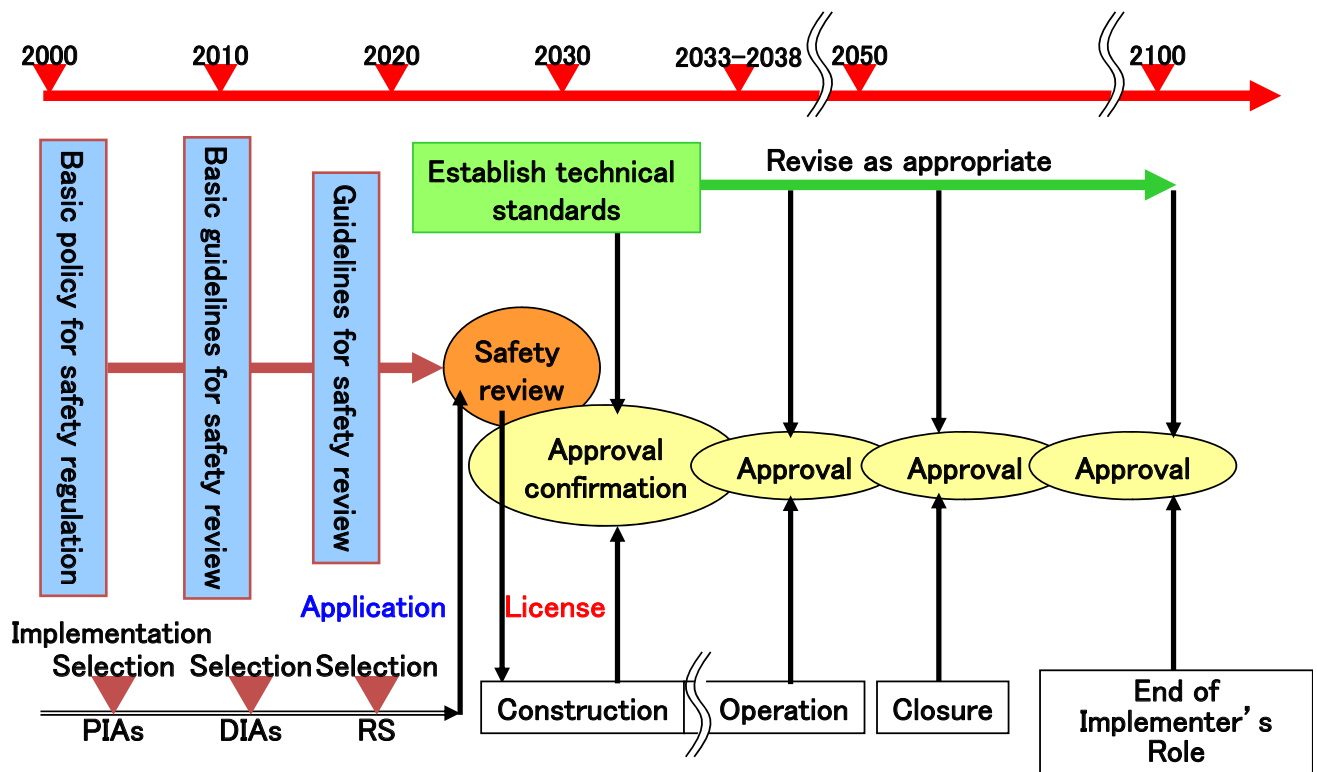 2000
2010
2020
2030
2033-2038
2050
2100
Basic policy for safety regulation
Basic guidelines for safety review
Guidelines for safety review
Establish technical
standards
Revise as appropriate
Safety
review
Approval
confirmation
Approval
Approval
Approval
Application
License
Implementation
Selection
Selection
Selection
PIAs
DIAs
RS
Construction
Operation
Closure
End of
Implementer's
Role